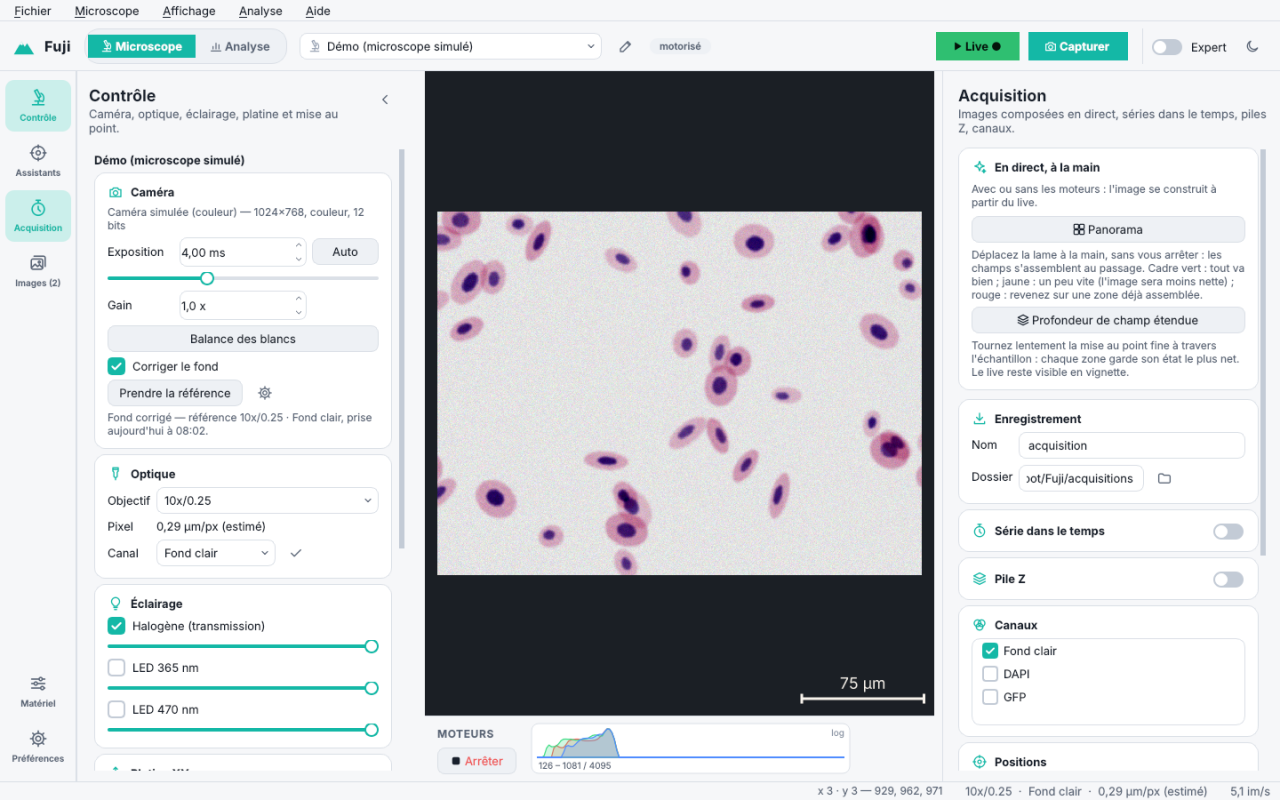 Fichier Microscope Affichage Analyse Aide
Fuji Microscope Analyse Démo (microscope simulé) motorisé Live Capturer Expert
Contrôle
Assistants
Acquisition
Images (2)
Matériel
Préférences
Contrôle
Caméra, optique, éclairage, platine et mise au
point.
Démo (microscope simulé)
Caméra
Caméra simulée (couleur) — 1024×768, couleur, 12
bits
Exposition 4,00 ms Auto
Gain 1,0 x
Balance des blancs
Corriger le fond
Prendre la référence
Fond corrigé — référence 10x/0.25 · Fond clair, prise
aujourd'hui à 08:02.
Optique
Objectif 10x/0.25
Pixel 0,29 µm/px (estimé)
Canal Fond clair
Éclairage
Halogène (transmission)
LED 365 nm
LED 470 nm
75 µm
MOTEURS
Arrêter
log
126 – 1081 / 4095
Acquisition
Images composées en direct, séries dans le temps, piles
Z, canaux.
En direct, à la main
Avec ou sans les moteurs : l'image se construit à
partir du live.
Panorama
Déplacez la lame à la main, sans vous arrêter : les
champs s'assemblent au passage. Cadre vert : tout va
bien ; jaune : un peu vite (l'image sera moins nette) ;
rouge : revenez sur une zone déjà assemblée.
Profondeur de champ étendue
Tournez lentement la mise au point fine à travers
l'échantillon : chaque zone garde son état le plus net.
Le live reste visible en vignette.
Enregistrement
Nom acquisition
Dossier oot/Fuji/acquisitions
Série dans le temps
Pile Z
Canaux
Fond clair
DAPI
GFP
Positions
x 3 · y 3 — 929, 962, 971 10x/0.25 · Fond clair · 0,29 µm/px (estimé) 5,1 im/s